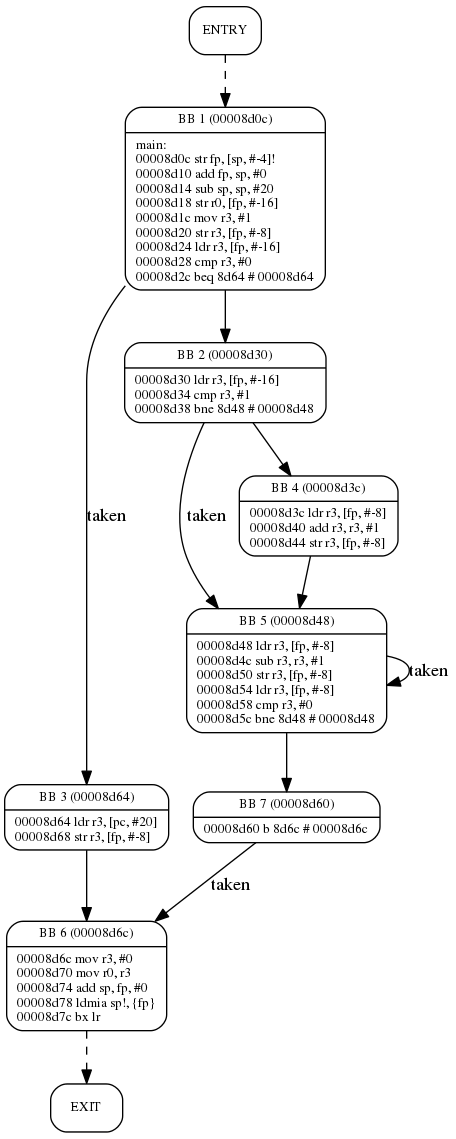 ENTRY
BB 1 (00008d0c)
main:
00008d0c str fp, [sp, #-4]!
00008d10 add fp, sp, #0
00008d14 sub sp, sp, #20
00008d18 str r0, [fp, #-16]
00008d1c mov r3, #1
00008d20 str r3, [fp, #-8]
00008d24 ldr r3, [fp, #-16]
00008d28 cmp r3, #0
00008d2c beq 8d64 # 00008d64
BB 2 (00008d30)
00008d30 ldr r3, [fp, #-16]
00008d34 cmp r3, #1
00008d38 bne 8d48 # 00008d48
BB 4 (00008d3c)
00008d3c ldr r3, [fp, #-8]
00008d40 add r3, r3, #1
00008d44 str r3, [fp, #-8]
taken
taken
BB 5 (00008d48)
00008d48 ldr r3, [fp, #-8]
00008d4c sub r3, r3, #1
00008d50 str r3, [fp, #-8]
00008d54 ldr r3, [fp, #-8]
00008d58 cmp r3, #0
00008d5c bne 8d48 # 00008d48
taken
BB 3 (00008d64)
00008d64 ldr r3, [pc, #20]
00008d68 str r3, [fp, #-8]
BB 7 (00008d60)
00008d60 b 8d6c # 00008d6c
taken
BB 6 (00008d6c)
00008d6c mov r3, #0
00008d70 mov r0, r3
00008d74 add sp, fp, #0
00008d78 ldmia sp!, {fp}
00008d7c bx lr
EXIT